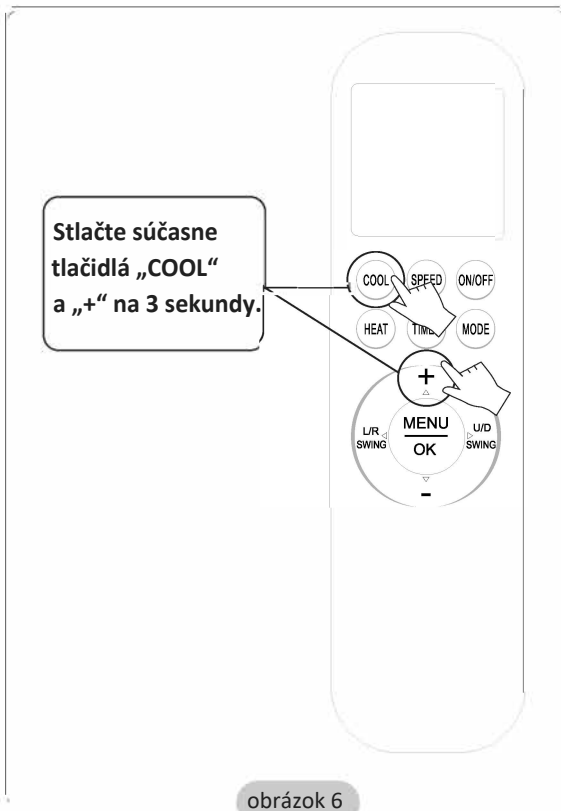 Stlačte súčasne
tlačidlá „COOL“
a „+“ na 3 sekundy.
COOL SPEED ON/OFF
HEAT MODE
+
L/R
SWING
MENU
OK
U/D
SWING
-
obrázok 6